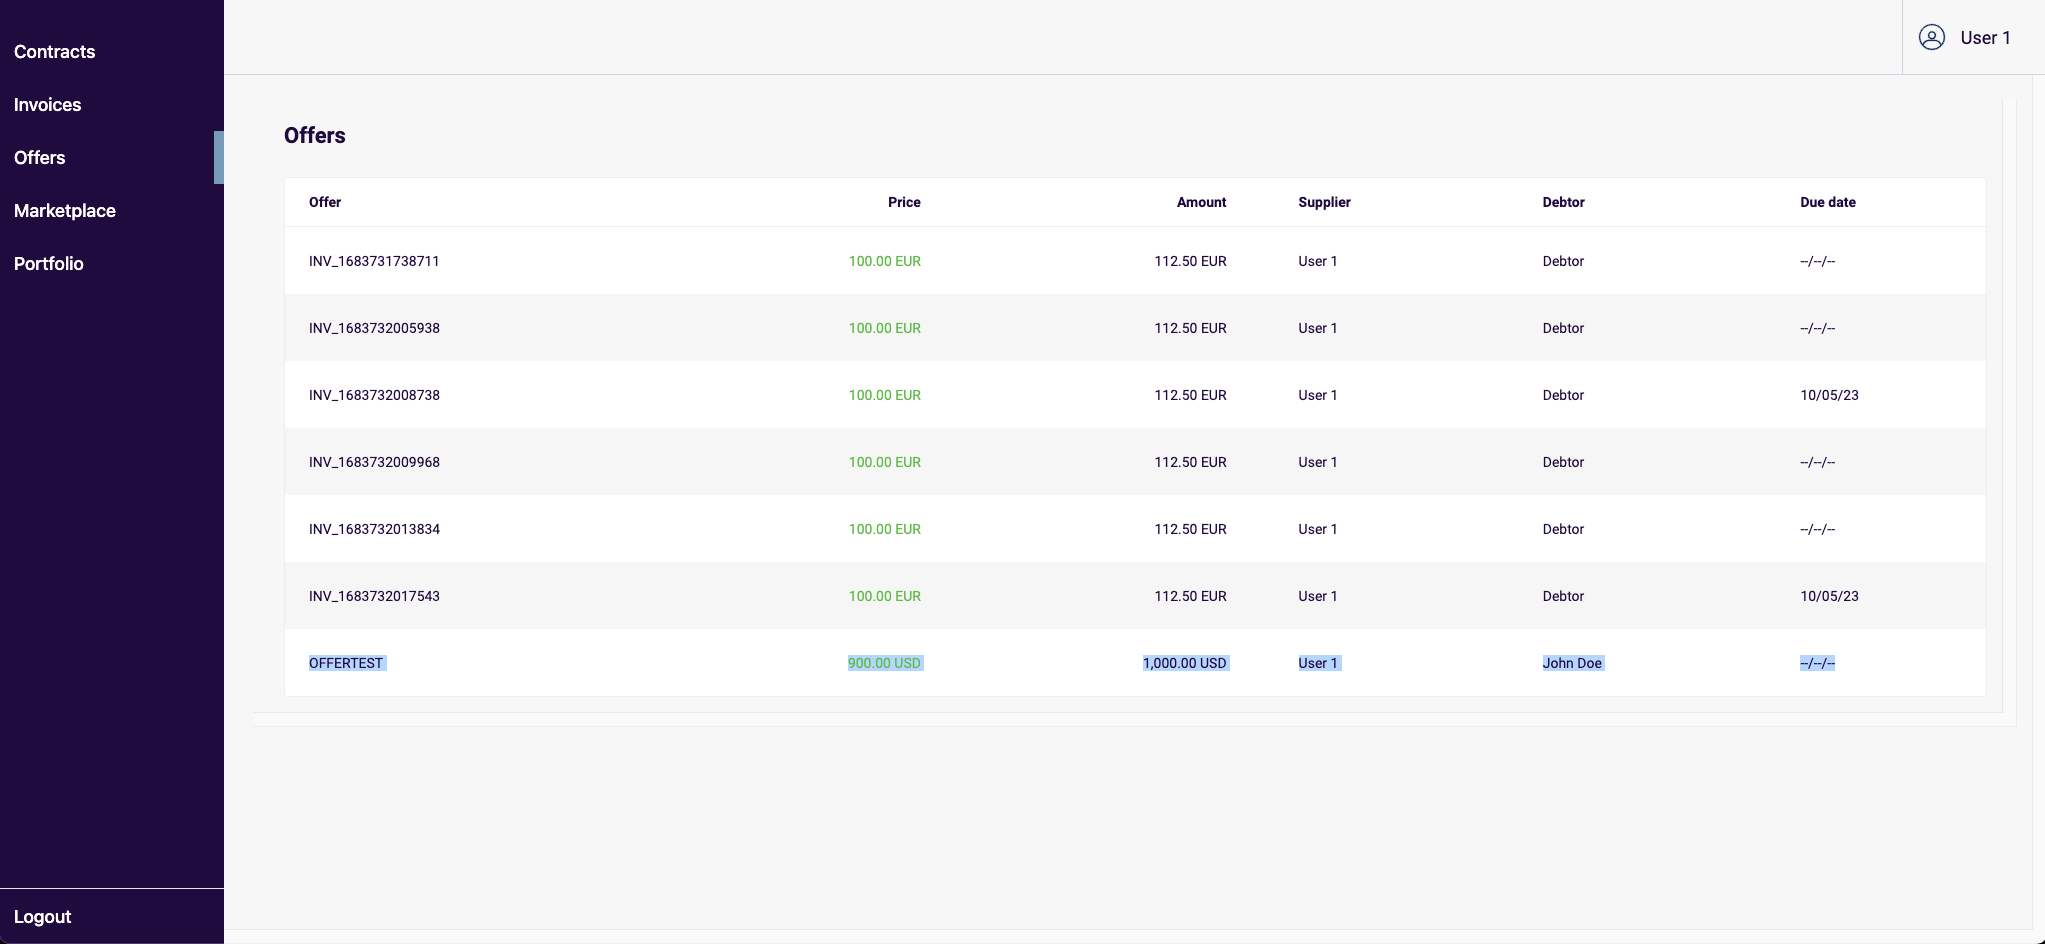 Contracts
Invoices
Offers
Marketplace
Portfolio
Logout
User 1
Offers
Offer Price Amount Supplier Debtor Due date
INV_1683731738711 100.00 EUR 112.50 EUR User 1 Debtor --/--/--
INV_1683732005938 100.00 EUR 112.50 EUR User 1 Debtor --/--/--
INV_1683732008738 100.00 EUR 112.50 EUR User 1 Debtor 10/05/23
INV_1683732009968 100.00 EUR 112.50 EUR User 1 Debtor --/--/--
INV_1683732013834 100.00 EUR 112.50 EUR User 1 Debtor --/--/--
INV_1683732017543 100.00 EUR 112.50 EUR User 1 Debtor 10/05/23
OFFERTEST 900.00 USD 1,000.00 USD User 1 John Doe --/--/--